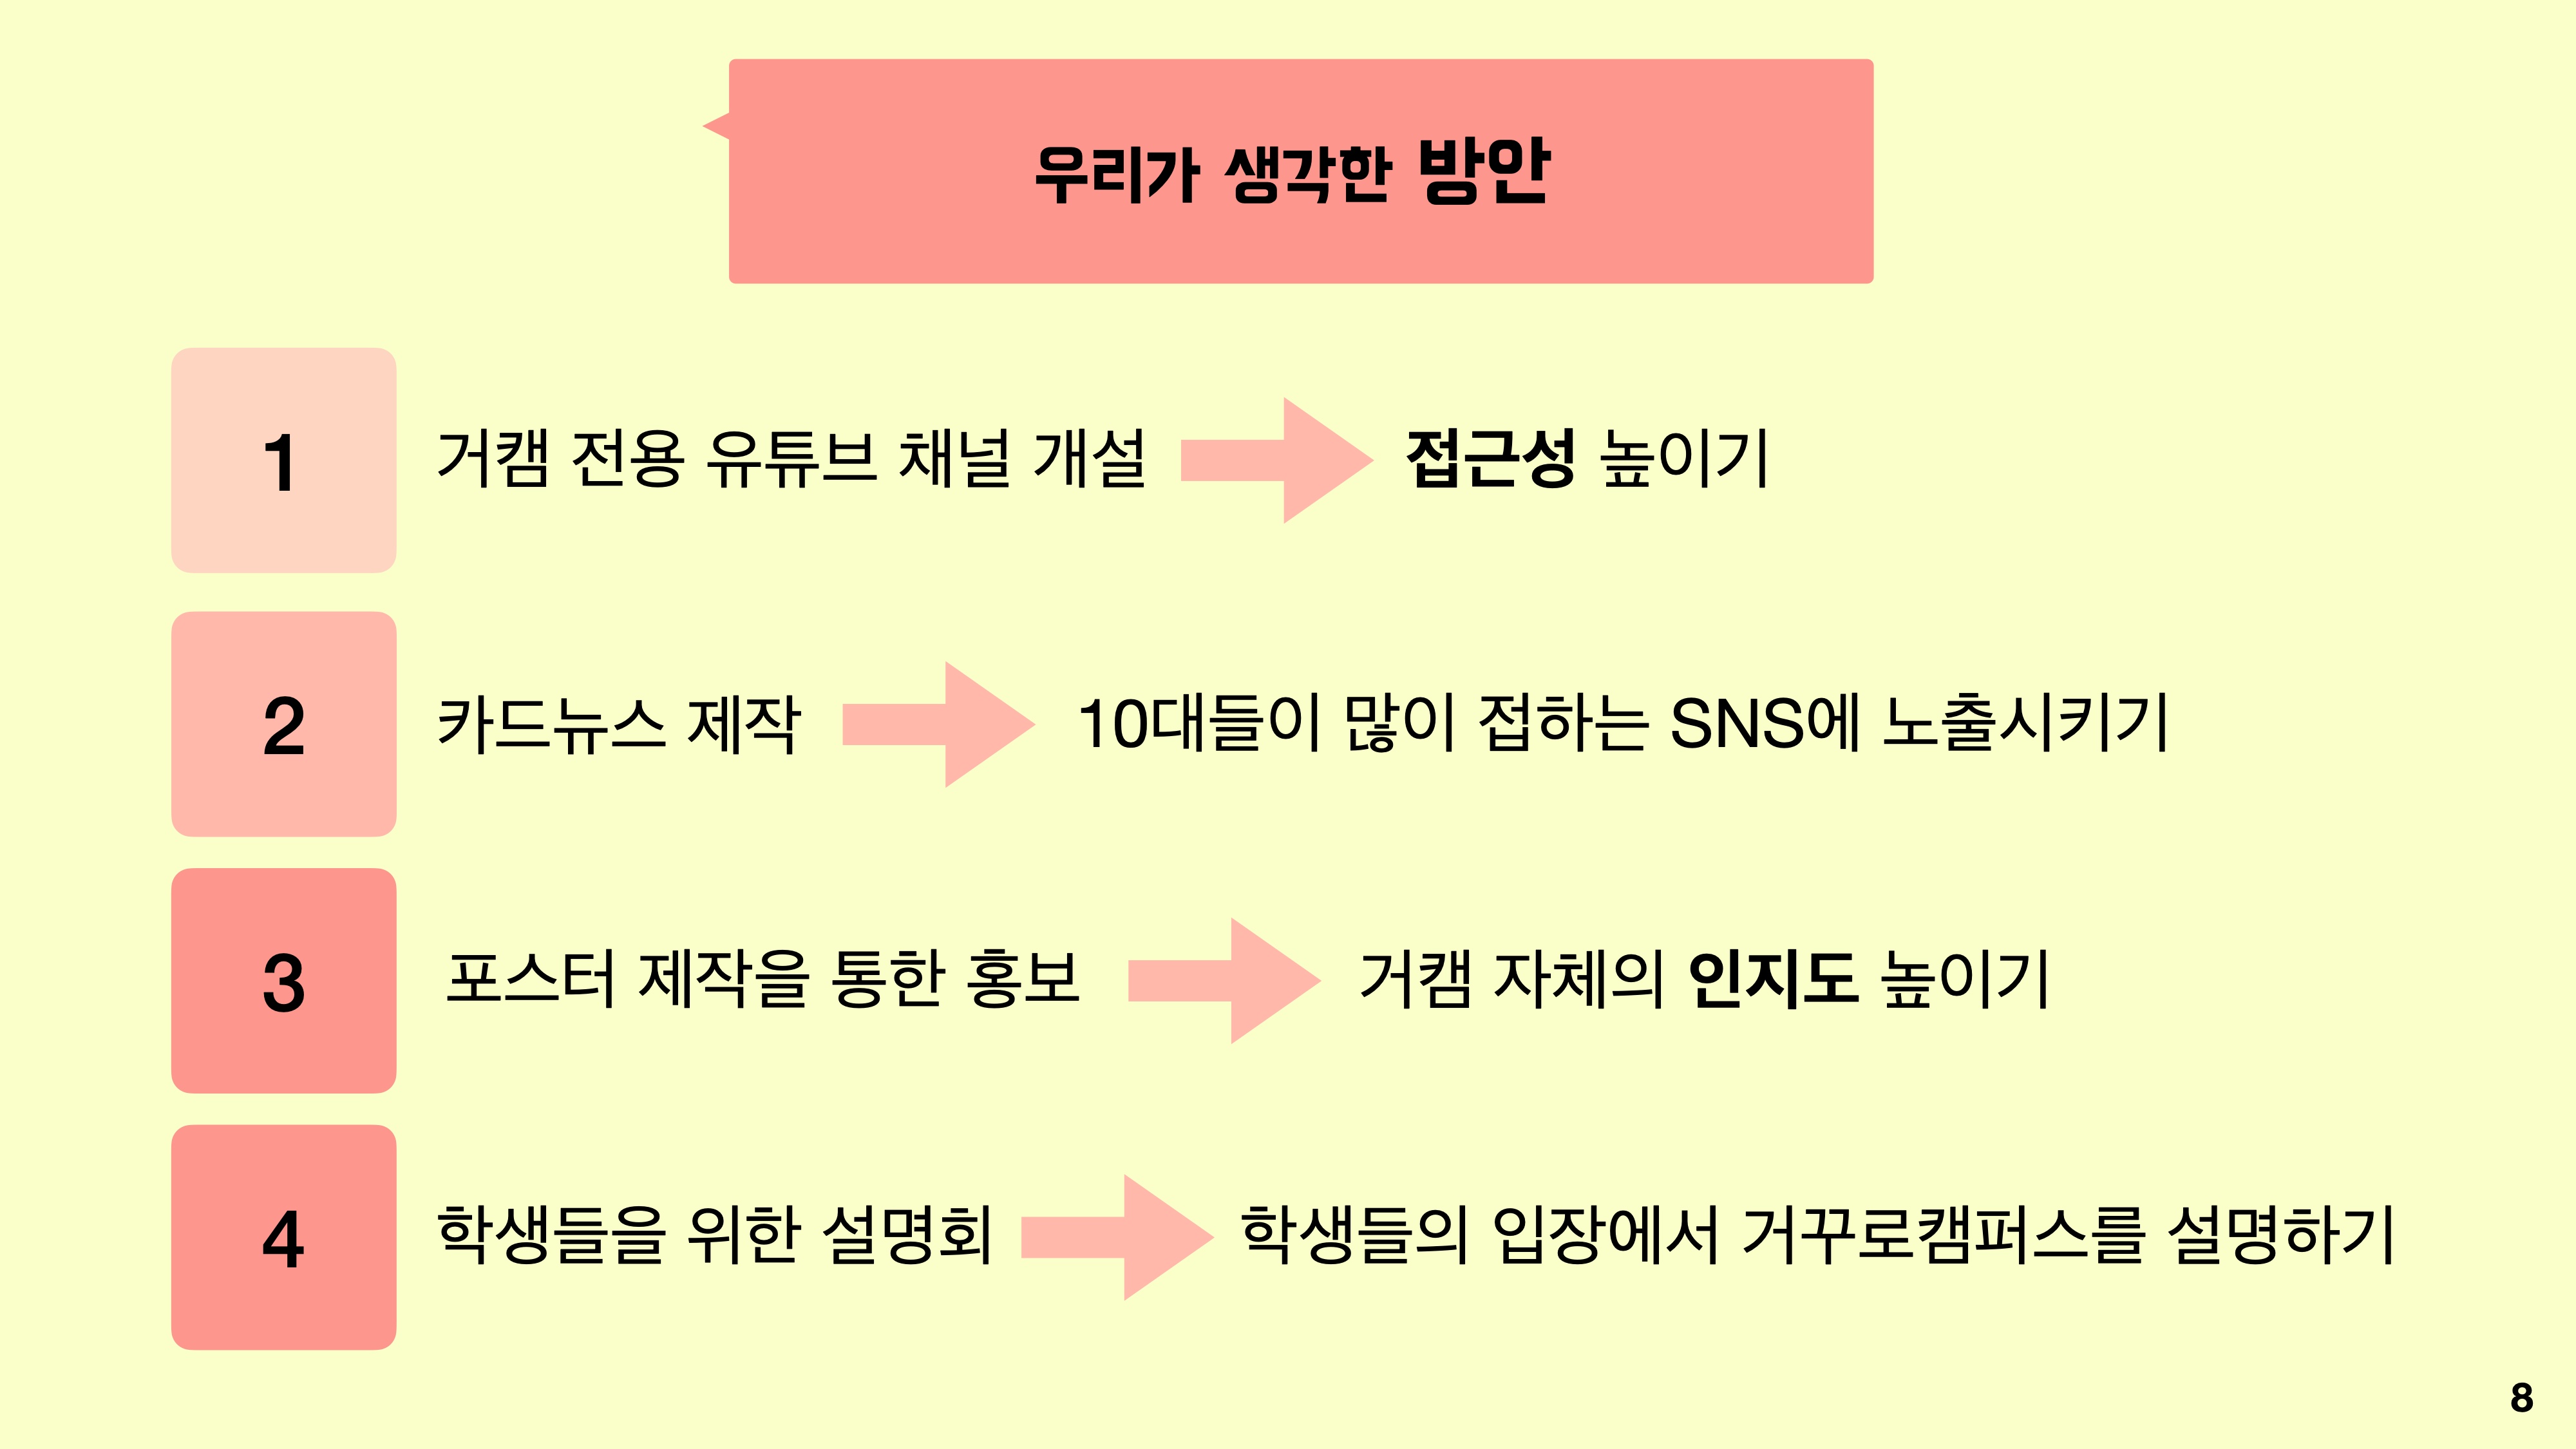 우리가 생각한 방안
1 거캠 전용 유튜브 채널 개설 접근성 높이기
2 카드뉴스 제작 10대들이 많이 접하는 SNS에 노출시키기
3 포스터 제작을 통한 홍보 거캠 자체의 인지도 높이기
4 학생들을 위한 설명회 학생들의 입장에서 거꾸로캠퍼스를 설명하기
8